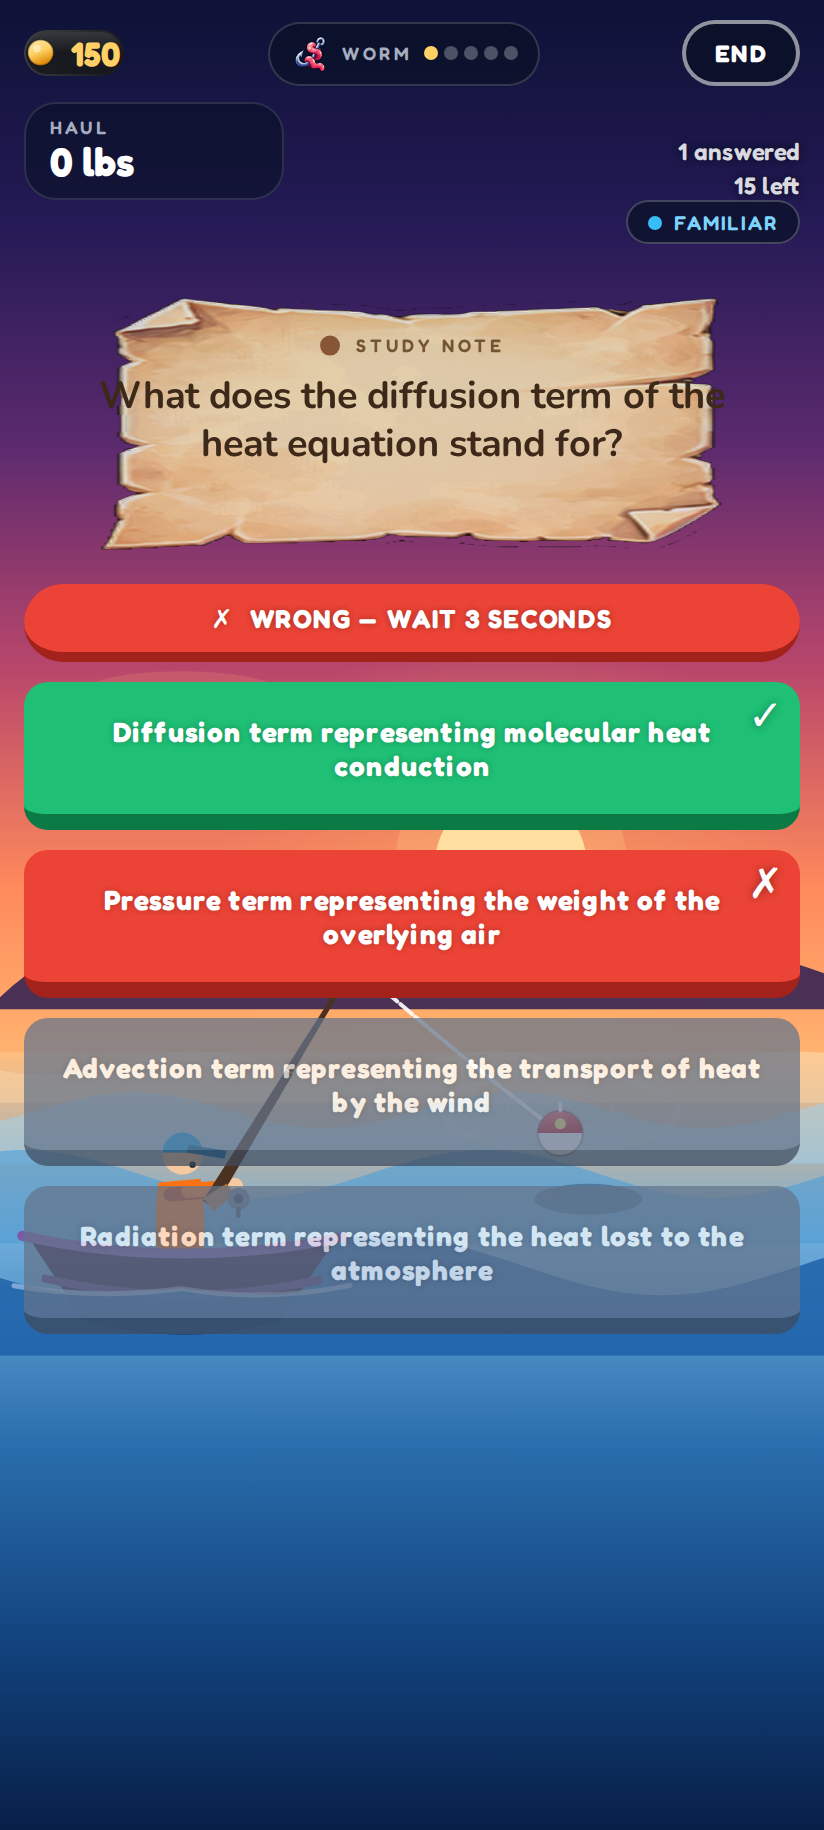 150
WORM
END
HAUL
0 lbs
1 answered
15 left
FAMILIAR
STUDY NOTE
What does the diffusion term of the
heat equation stand for?
✗ WRONG – WAIT 3 SECONDS
Diffusion term representing molecular heat
conduction
✓
Pressure term representing the weight of the
overlying air
✗
Advection term representing the transport of heat
by the wind
Radiation term representing the heat lost to the
atmosphere